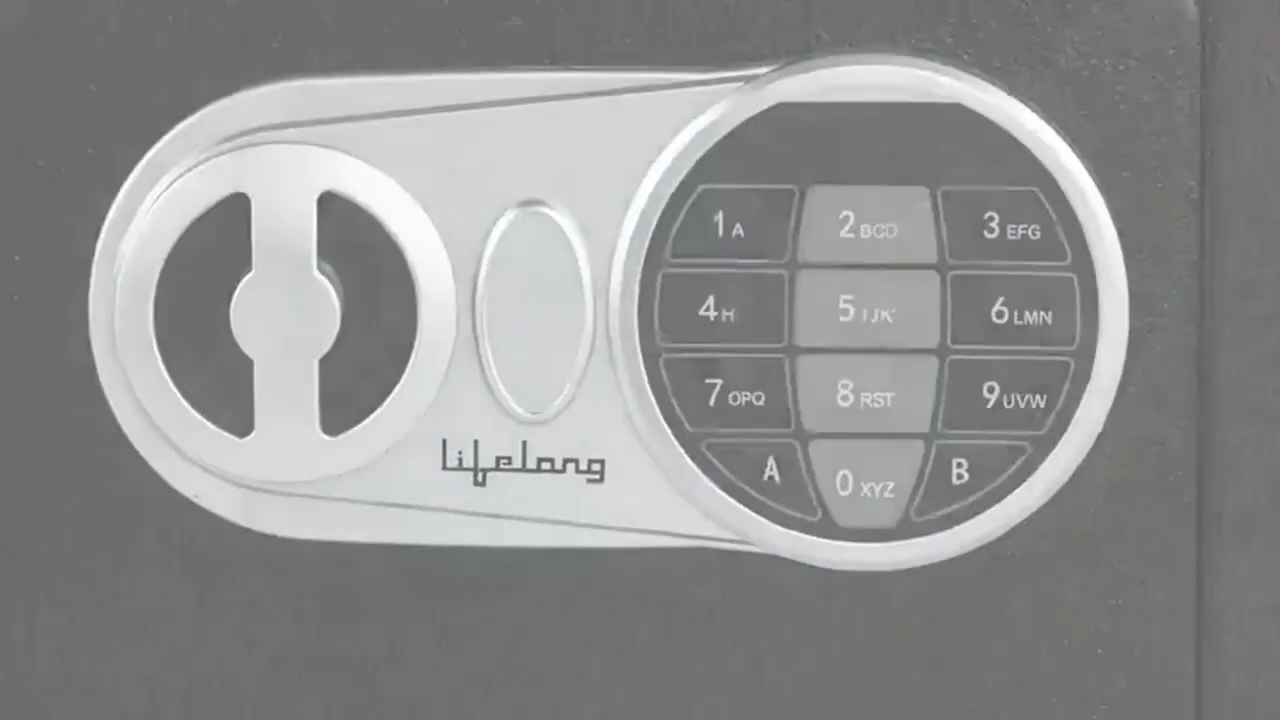 1 A 2 BCD 3 EFG
4 H 5 IJK 6 LMN
7 OPQ 8 RST 9 UVW
A 0 XYZ B
Lifelong